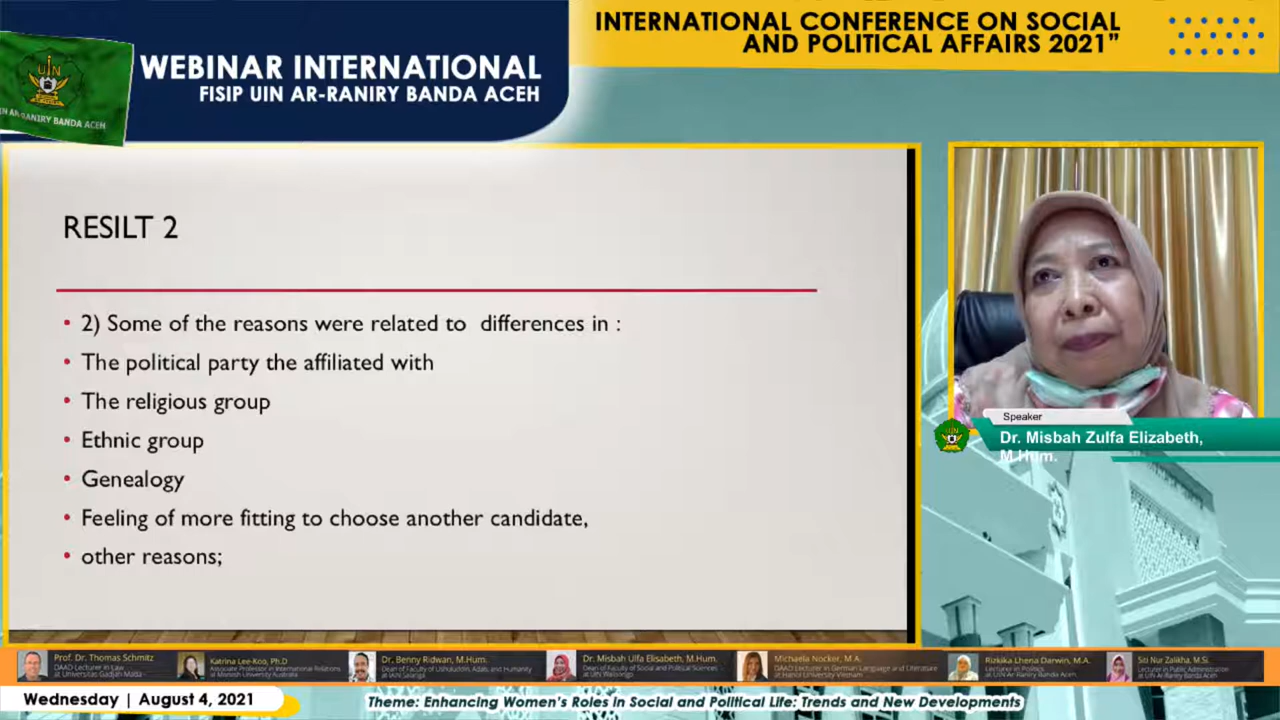 INTERNATIONAL CONFERENCE ON SOCIAL
AND POLITICAL AFFAIRS 2021”
WEBINAR INTERNATIONAL
FISIP UIN AR-RANIRY BANDA ACEH
UIN
UIN AR-RANIRY BANDA ACEH
RESILT 2
• 2) Some of the reasons were related to differences in :
• The political party the affiliated with
• The religious group
• Ethnic group
• Genealogy
• Feeling of more fitting to choose another candidate,
• other reasons;
Speaker
Dr. Misbah Zulfa Elizabeth,
M.Hum.
Prof. Dr. Thomas Schmitz
DAAD Lecturer in Law
at Universitas Gadjah Mada
Katrina Lee-Koo, Ph.D
Associate Professor in International Relations
at Monash University Australia
Dr. Benny Ridwan, M.Hum.
Dean of Faculty of Ushuluddin, Adab, and Humanity
at IAIN Salatiga
Dr. Misbah Ulfa Elisabeth, M.Hum.
Dean of Faculty of Social and Political Sciences
at UIN Walisongo
Michaela Nocker, M.A.
DAAD Lecturer in German Language and Literature
at Hanoi University Vietnam
Rizkika Lhena Darwin, M.A.
Lecturer in Politics
at UIN Ar-Raniry Banda Aceh
Siti Nur Zalikha, M.Si.
Lecturer in Public Administration
at UIN Ar-Raniry Banda Aceh
Wednesday | August 4, 2021
Theme: Enhancing Women's Roles in Social and Political Life: Trends and New Developments